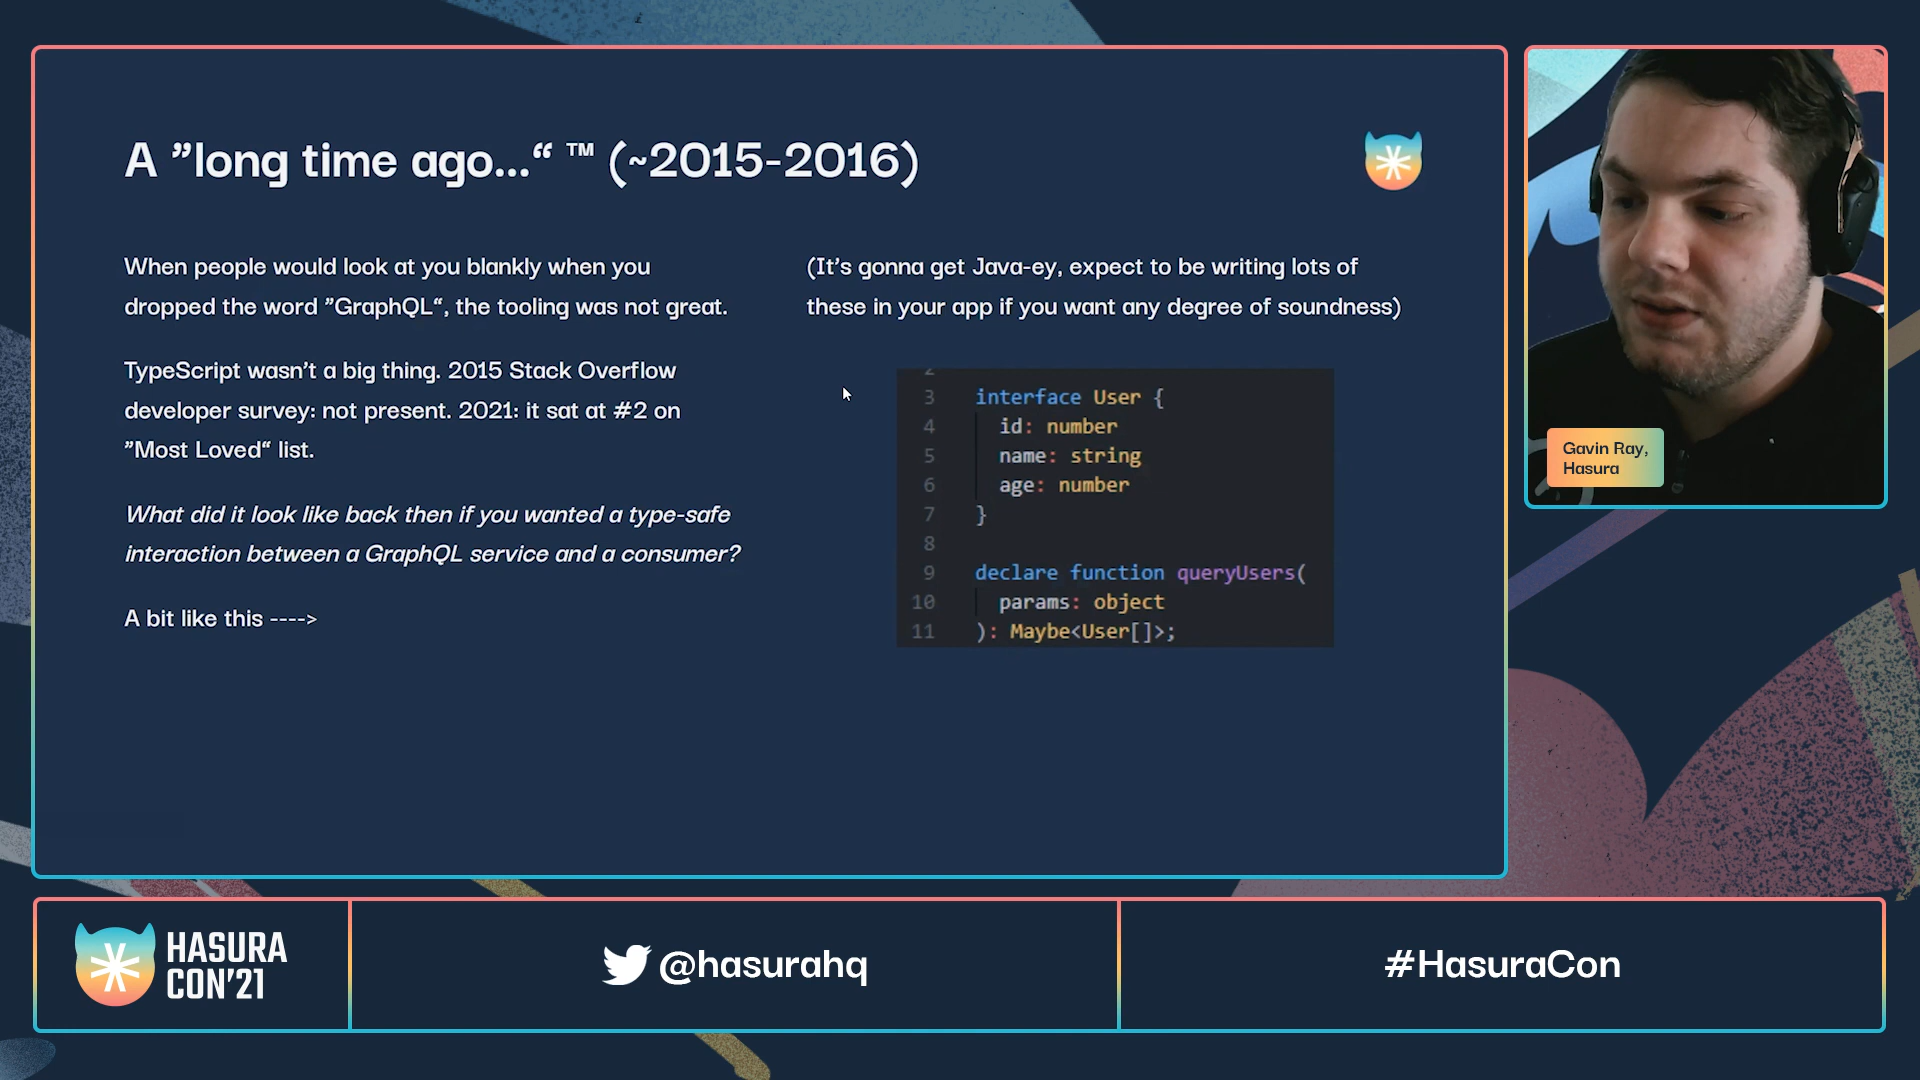 A ”long time ago...“ ™ (~2015-2016)
When people would look at you blankly when you
dropped the word ”GraphQL“, the tooling was not great.
TypeScript wasn’t a big thing. 2015 Stack Overflow
developer survey: not present. 2021: it sat at #2 on
”Most Loved“ list.
What did it look like back then if you wanted a type-safe
interaction between a GraphQL service and a consumer?
A bit like this ---->
(It’s gonna get Java-ey, expect to be writing lots of
these in your app if you want any degree of soundness)
2
3 interface User {
4 id: number
5 name: string
6 age: number
7 }
8
9 declare function queryUsers(
10 params: object
11 ): Maybe<User[]>;
Gavin Ray,
Hasura
HASURA
CON’21
@hasurahq
#HasuraCon